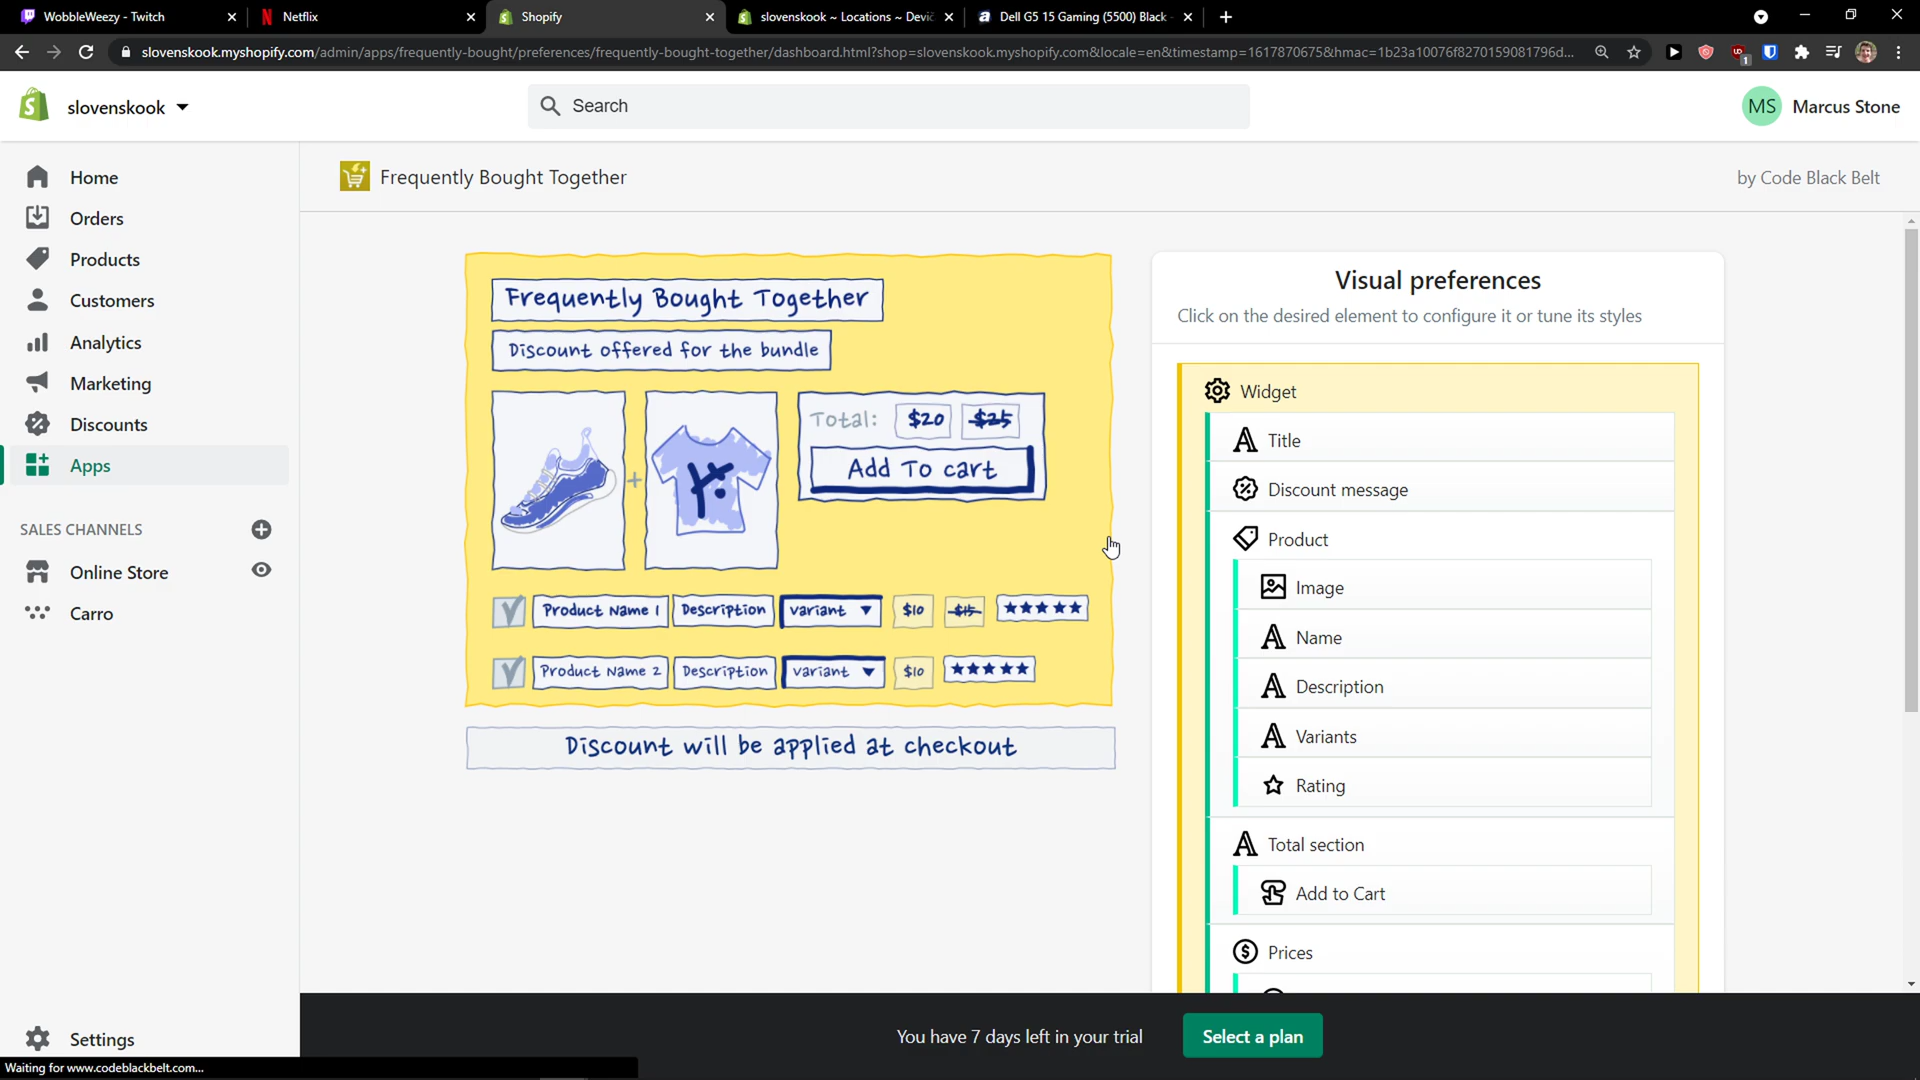 WobbleWeezy - Twitch
Netflix
Shopify
slovenskook ~ Locations ~ Devic
Dell G5 15 Gaming (5500) Black
slovenskook.myshopify.com/admin/apps/frequently-bought/preferences/frequently-bought-together/dashboard.html?shop=slovenskook.myshopify.com&locale=en&timestamp=1617870675&hmac=1b23a10076f8270159081796d...
1
slovenskook
Search
MS
Marcus Stone
Home
Orders
Products
Customers
Analytics
Marketing
Discounts
Apps
SALES CHANNELS
Online Store
Carro
Settings
Frequently Bought Together
by Code Black Belt
Frequently Bought Together
Discount offered for the bundle
Total: $20 $25
Add To cart
Product Name 1 Description variant $10 $15
Product Name 2 Description variant $10
Discount will be applied at checkout
Visual preferences
Click on the desired element to configure it or tune its styles
Widget
Title
Discount message
Product
Image
Name
Description
Variants
Rating
Total section
Add to Cart
Prices
You have 7 days left in your trial
Select a plan
Waiting for www.codeblackbelt.com...